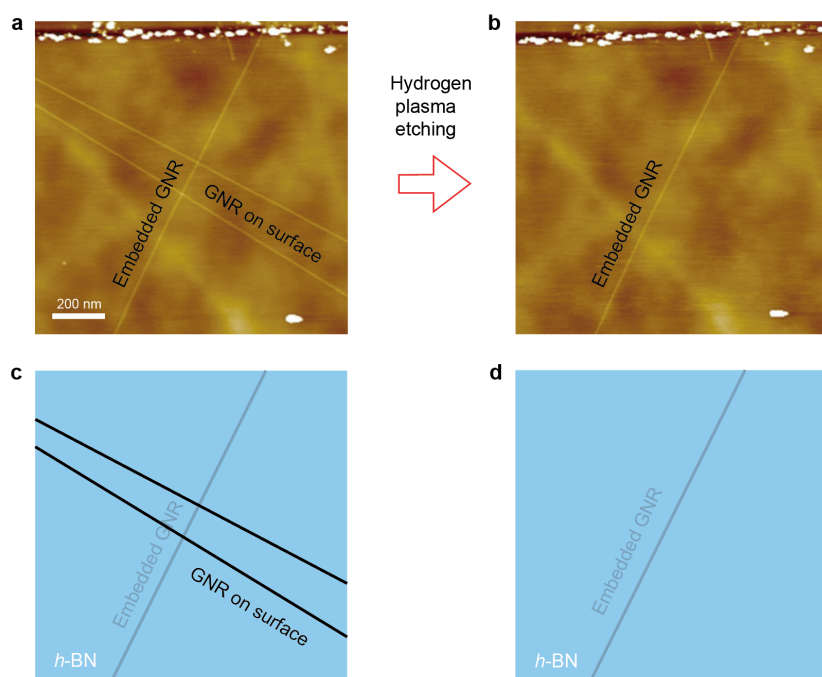 a
b
Hydrogen
plasma
etching
Embedded GNR
GNR on surface
200 nm
Embedded GNR
c
d
Embedded GNR
GNR on surface
h-BN
Embedded GNR
h-BN